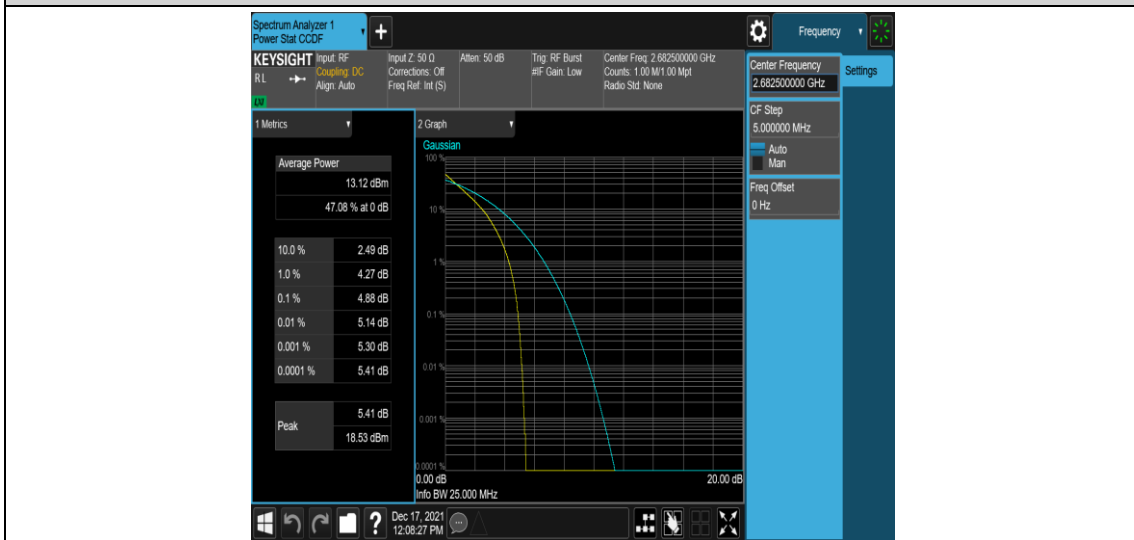 Spectrum Analyzer 1
Power Stat CCDF
+
Frequency
KEYSIGHT
RL
LXI
Input: RF
Coupling: DC
Align: Auto
Input Z: 50 Ω
Corrections: Off
Freq Ref: Int (S)
Atten: 50 dB
Trig: RF Burst
#IF Gain: Low
Center Freq: 2.682500000 GHz
Counts: 1.00 M/1.00 Mpt
Radio Std: None
Center Frequency
2.682500000 GHz
Settings
CF Step
5.000000 MHz
Auto
Man
Freq Offset
0 Hz
1 Metrics
Average Power
13.12 dBm
47.08 % at 0 dB
10.0 % 2.49 dB
1.0 % 4.27 dB
0.1 % 4.88 dB
0.01 % 5.14 dB
0.001 % 5.30 dB
0.0001 % 5.41 dB
Peak
5.41 dB
18.53 dBm
2 Graph
Gaussian
100 %
10 %
1 %
0.1 %
0.01 %
0.001 %
0.0001 %
0.00 dB 20.00 dB
Info BW 25.000 MHz
?
Dec 17, 2021
12:08:27 PM